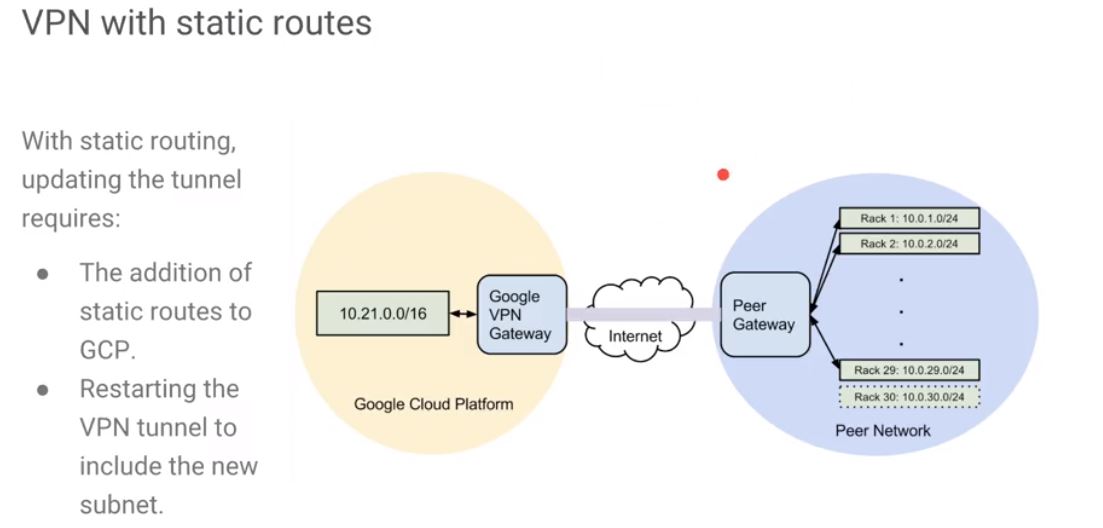 VPN with static routes
With static routing,
updating the tunnel
requires:
● The addition of
static routes to
GCP.
● Restarting the
VPN tunnel to
include the new
subnet.
10.21.0.0/16
Google
VPN
Gateway
Google Cloud Platform
Internet
Peer
Gateway
Rack 1: 10.0.1.0/24
Rack 2: 10.0.2.0/24
.
.
.
Rack 29: 10.0.29.0/24
Rack 30: 10.0.30.0/24
Peer Network